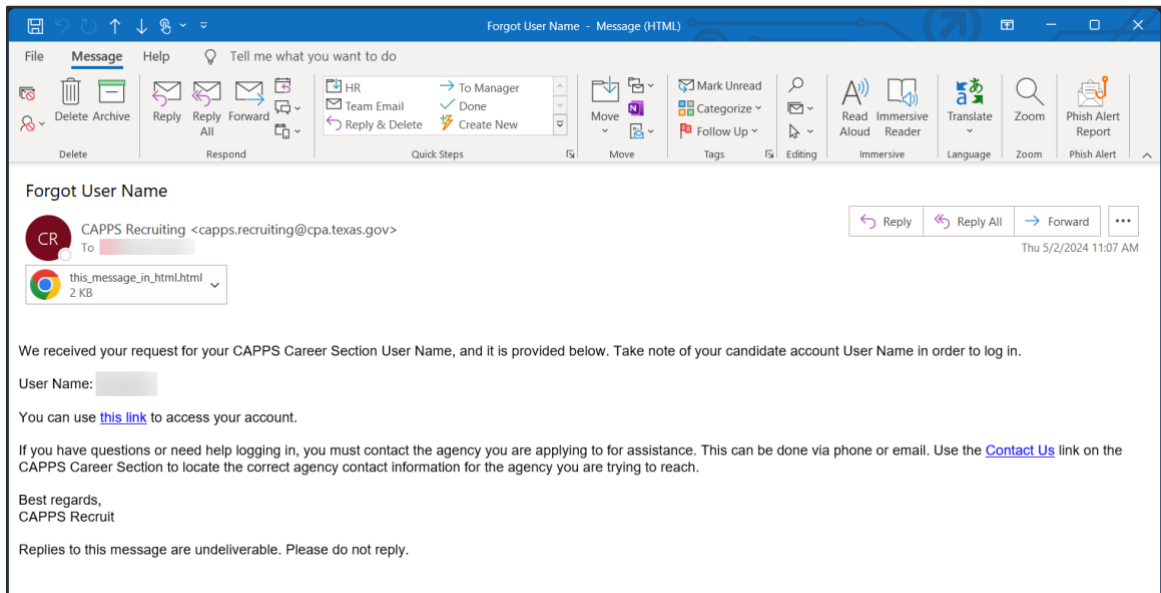 Forgot User Name - Message (HTML)
File Message Help Tell me what you want to do
Delete Archive
Reply Reply All Forward
HR To Manager
Team Email Done
Reply & Delete Create New
Move
Mark Unread
Categorize
Follow Up
Read Aloud Immersive Reader
Translate
Zoom
Phish Alert Report
Delete Respond Quick Steps Move Tags Editing Immersive Language Zoom Phish Alert
Forgot User Name
CR
CAPPS Recruiting <capps.recruiting@cpa.texas.gov>
To
Reply Reply All Forward
Thu 5/2/2024 11:07 AM
this_message_in_html.html
2 KB
We received your request for your CAPPS Career Section User Name, and it is provided below. Take note of your candidate account User Name in order to log in.
User Name:
You can use this link to access your account.
If you have questions or need help logging in, you must contact the agency you are applying to for assistance. This can be done via phone or email. Use the Contact Us link on the
CAPPS Career Section to locate the correct agency contact information for the agency you are trying to reach.
Best regards,
CAPPS Recruit
Replies to this message are undeliverable. Please do not reply.